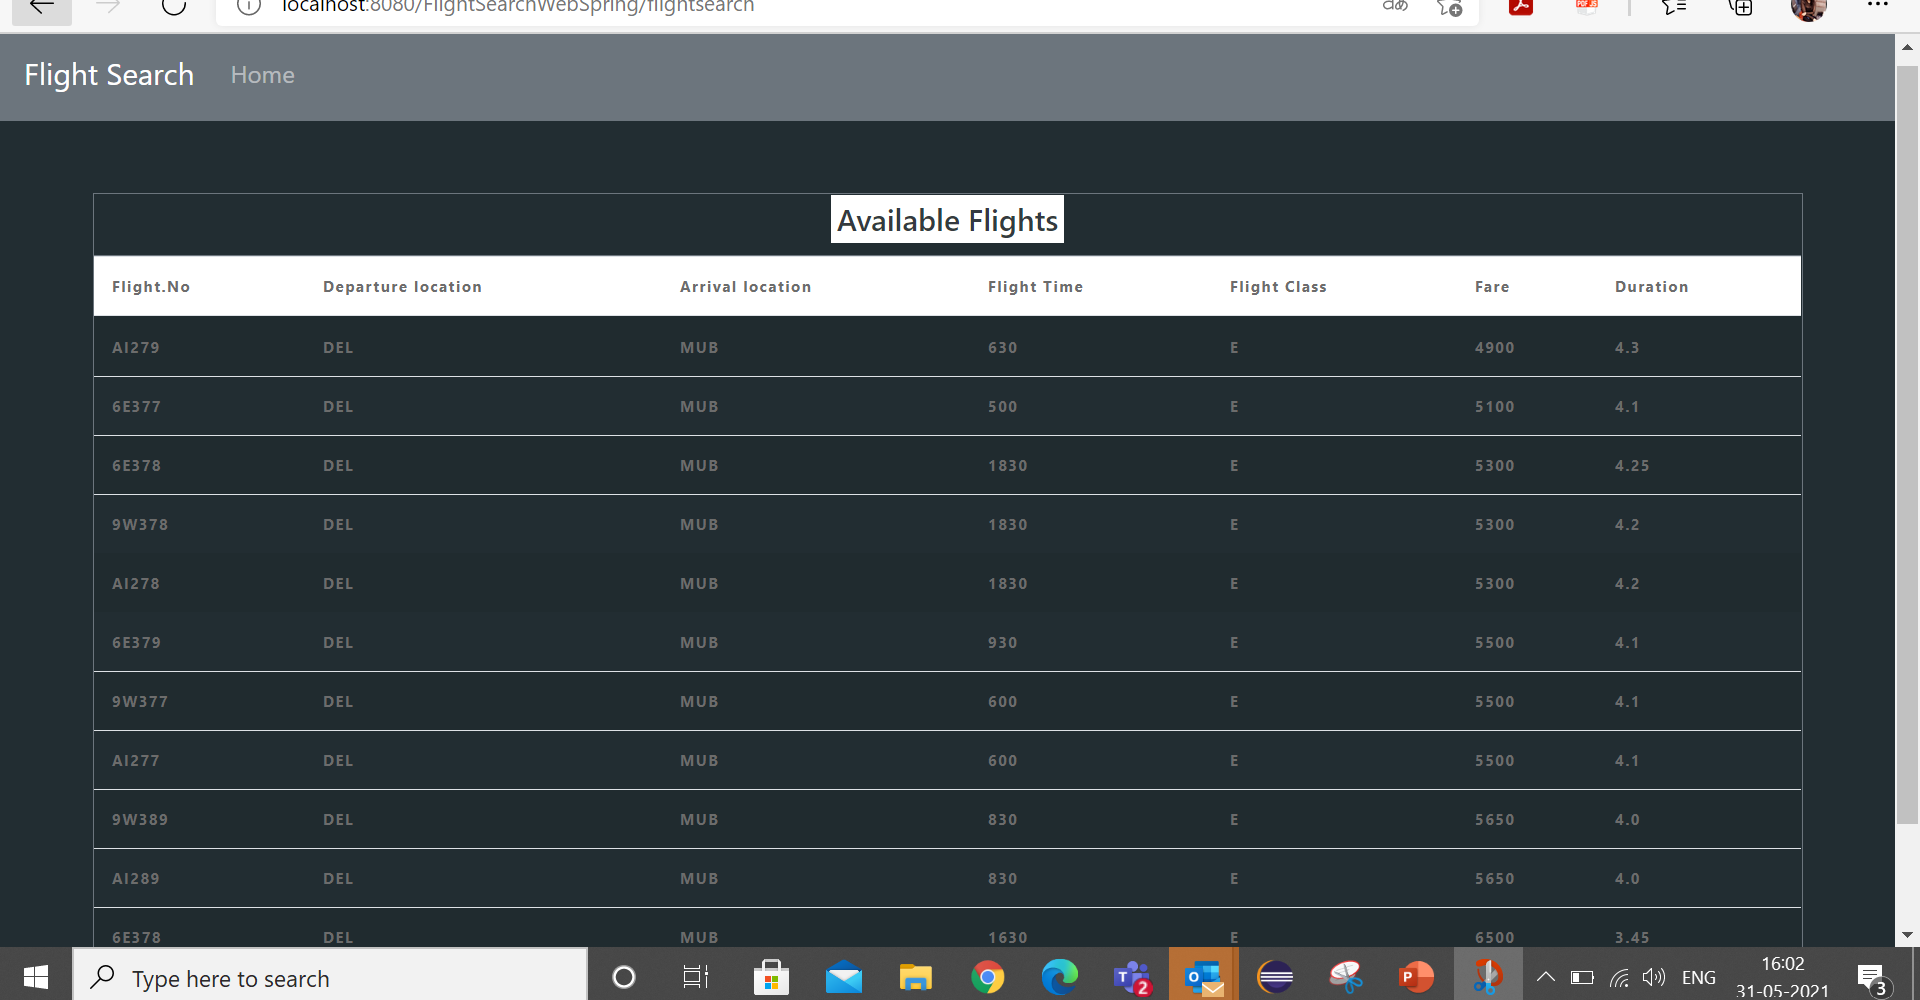 localhost:8080/FlightSearchWebSpring/flightsearch
Flight Search Home
Available Flights
Flight.No Departure location Arrival location Flight Time Flight Class Fare Duration
AI279 DEL MUB 630 E 4900 4.3
6E377 DEL MUB 500 E 5100 4.1
6E378 DEL MUB 1830 E 5300 4.25
9W378 DEL MUB 1830 E 5300 4.2
AI278 DEL MUB 1830 E 5300 4.2
6E379 DEL MUB 930 E 5500 4.1
9W377 DEL MUB 600 E 5500 4.1
AI277 DEL MUB 600 E 5500 4.1
9W389 DEL MUB 830 E 5650 4.0
AI289 DEL MUB 830 E 5650 4.0
6E378 DEL MUB 1630 E 6500 3.45
Type here to search 2 ENG 16:02 3
31-05-2021